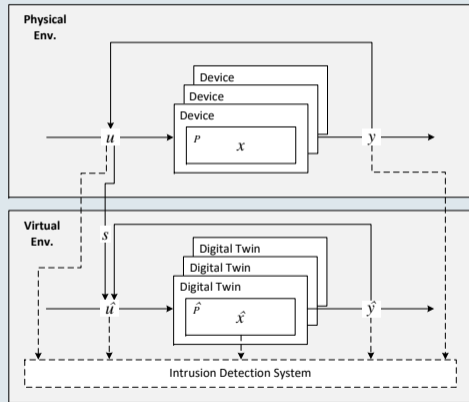 Physical
Env.
Device
Device
Device
P
x
u
y
Virtual
Env.
s
Digital Twin
Digital Twin
Digital Twin
P̂
x̂
û
ŷ
Intrusion Detection System